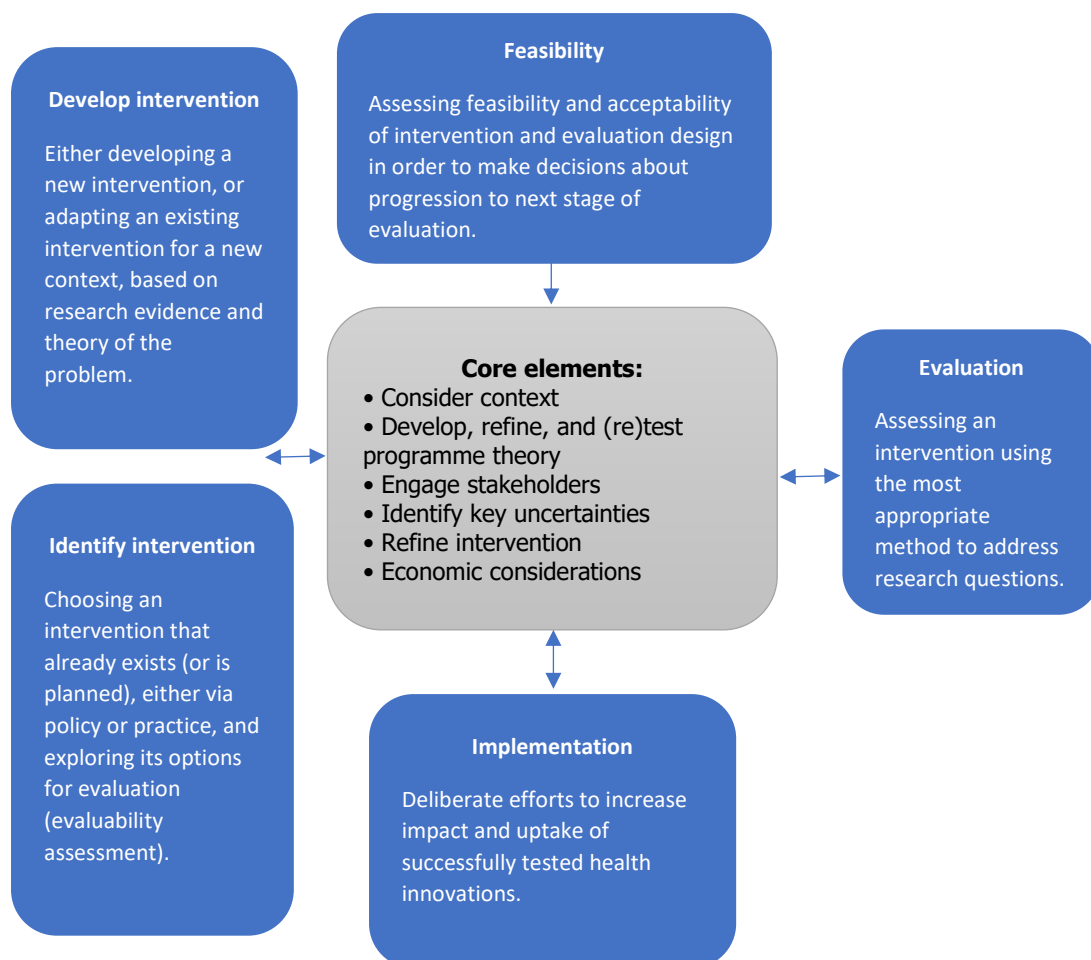 Develop intervention
Either developing a
new intervention, or
adapting an existing
intervention for a new
context, based on
research evidence and
theory of the
problem.
Feasibility
Assessing feasibility and acceptability
of intervention and evaluation design
in order to make decisions about
progression to next stage of
evaluation.
Core elements:
• Consider context
• Develop, refine, and (re)test
programme theory
• Engage stakeholders
• Identify key uncertainties
• Refine intervention
• Economic considerations
Evaluation
Assessing an
intervention using
the most
appropriate
method to address
research questions.
Identify intervention
Choosing an
intervention that
already exists (or is
planned), either via
policy or practice, and
exploring its options
for evaluation
(evaluability
assessment).
Implementation
Deliberate efforts to increase
impact and uptake of
successfully tested health
innovations.